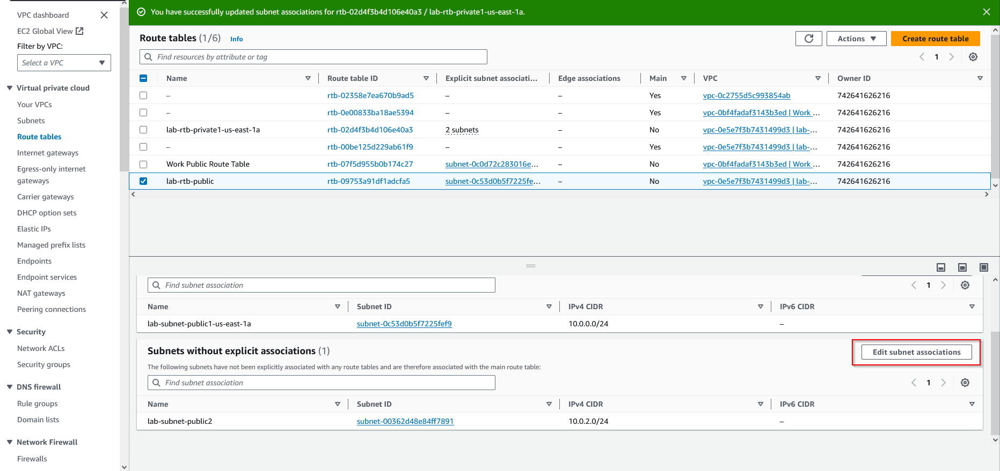 VPC dashboard
EC2 Global View
Filter by VPC:
Select a VPC
Virtual private cloud
Your VPCs
Subnets
Route tables
Internet gateways
Egress-only internet
gateways
Carrier gateways
DHCP option sets
Elastic IPs
Managed prefix lists
Endpoints
Endpoint services
NAT gateways
Peering connections
Security
Network ACLs
Security groups
DNS firewall
Rule groups
Domain lists
Network Firewall
Firewalls
You have successfully updated subnet associations for rtb-02d4f3b4d106e40a3 / lab-rtb-private1-us-east-1a.
Route tables (1/6) Info
Actions
Create route table
Find resources by attribute or tag
1
Name Route table ID Explicit subnet associati... Edge associations Main VPC Owner ID
– rtb-02358e7ea670b9ad5 – – Yes vpc-0c2755d5c993854ab 742641626216
– rtb-0e00833ba18ae5394 – – Yes vpc-0bf4fadaf3143b3ed | Work ... 742641626216
lab-rtb-private1-us-east-1a rtb-02d4f3b4d106e40a3 2 subnets – No vpc-0e5e7f3b7431499d3 | lab-... 742641626216
– rtb-00be125d229ab61f9 – – Yes vpc-0e5e7f3b7431499d3 | lab-... 742641626216
Work Public Route Table rtb-07f5d955b0b174c27 subnet-0c0d72c283016e... – No vpc-0bf4fadaf3143b3ed | Work ... 742641626216
lab-rtb-public rtb-09753a91df1adcfa5 subnet-0c53d0b5f7225fe... – No vpc-0e5e7f3b7431499d3 | lab-... 742641626216
Find subnet association
1
Name Subnet ID IPv4 CIDR IPv6 CIDR
lab-subnet-public1-us-east-1a subnet-0c53d0b5f7225fef9 10.0.0.0/24 –
Subnets without explicit associations (1)
Edit subnet associations
The following subnets have not been explicitly associated with any route tables and are therefore associated with the main route table:
Find subnet association
1
Name Subnet ID IPv4 CIDR IPv6 CIDR
lab-subnet-public2 subnet-00362d48e84ff7891 10.0.2.0/24 –